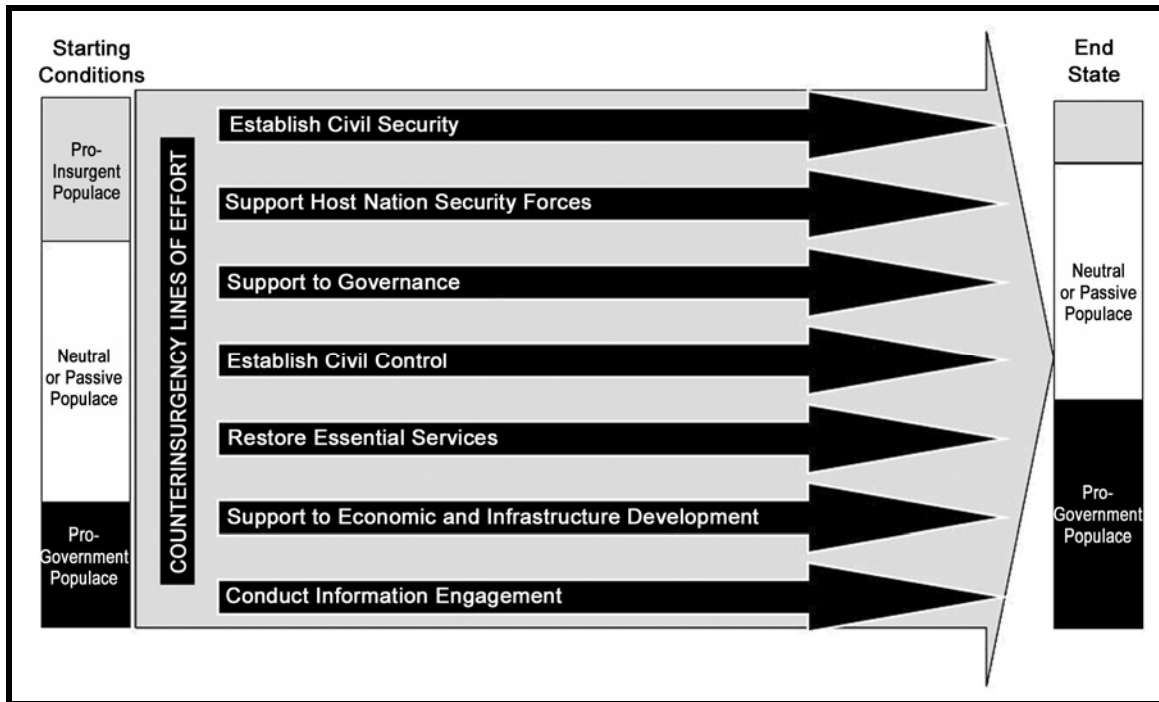 Starting
Conditions
Pro-
Insurgent
Populace
Neutral
or Passive
Populace
Pro-
Government
Populace
COUNTERINSURGENCY LINES OF EFFORT
Establish Civil Security
Support Host Nation Security Forces
Support to Governance
Establish Civil Control
Restore Essential Services
Support to Economic and Infrastructure Development
Conduct Information Engagement
End
State
Neutral
or Passive
Populace
Pro-
Government
Populace